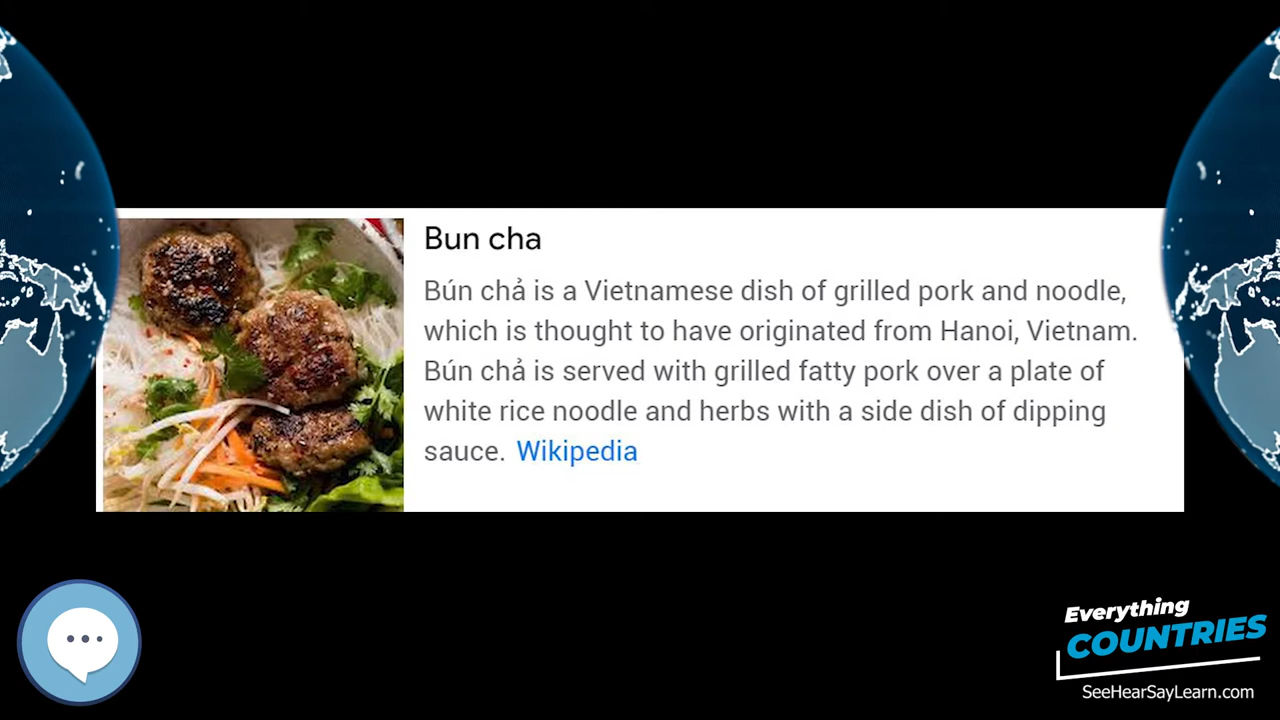 Bun cha
Bún chả is a Vietnamese dish of grilled pork and noodle,
which is thought to have originated from Hanoi, Vietnam.
Bún chả is served with grilled fatty pork over a plate of
white rice noodle and herbs with a side dish of dipping
sauce. Wikipedia
Everything
COUNTRIES
SeeHearSayLearn.com